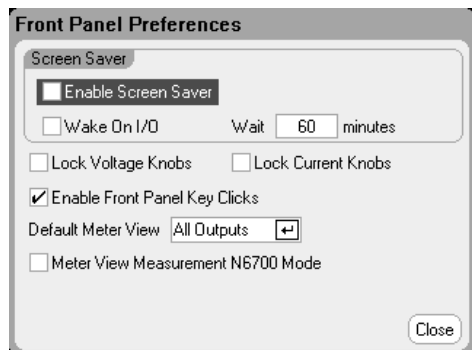 Front Panel Preferences
Screen Saver
Enable Screen Saver
Wake On I/O Wait 60 minutes
Lock Voltage Knobs Lock Current Knobs
Enable Front Panel Key Clicks
Default Meter View All Outputs
Meter View Measurement N6700 Mode
Close